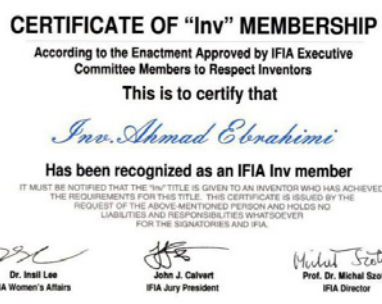 CERTIFICATE OF “Inv” MEMBERSHIP
According to the Enactment Approved by IFIA Executive
Committee Members to Respect Inventors
This is to certify that
Inv. Ahmad Ebrahimi
Has been recognized as an IFIA Inv member
IT MUST BE NOTIFIED THAT THE "Inv" TITLE IS GIVEN TO AN INVENTOR WHO HAS ACHIEVED
THE REQUIREMENTS FOR THIS TITLE. THIS CERTIFICATE IS ISSUED BY THE
REQUEST OF THE ABOVE-MENTIONED PERSON AND HOLDS NO
LIABILITIES AND RESPONSIBILITIES WHATSOEVER
FOR THE SIGNATORIES AND IFIA.
Dr. Insil Lee
John J. Calvert
Prof. Dr. Michal Szo
IA Women's Affairs
IFIA Jury President
IFIA Director